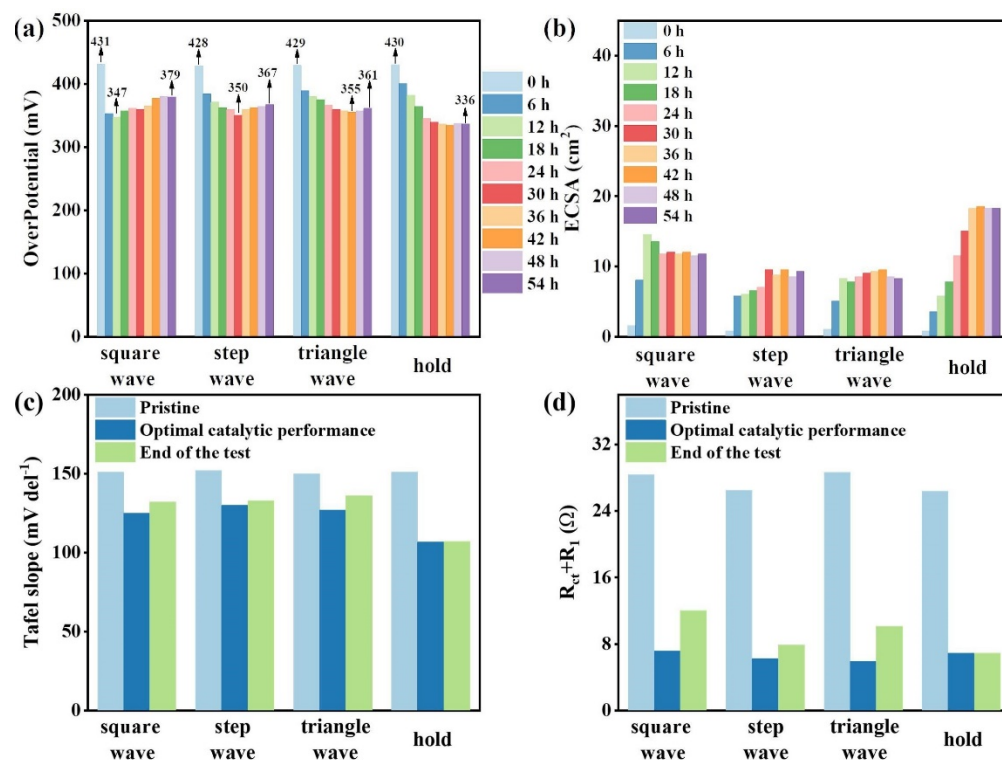 (a)
OverPotential (mV)
500
400
300
200
100
0
431
347
379
428
350
367
429
355
361
430
336
square
wave
step
wave
triangle
wave
hold
0 h
6 h
12 h
18 h
24 h
30 h
36 h
42 h
48 h
54 h
(b)
ECSA (cm²)
40
30
20
10
0
0 h
6 h
12 h
18 h
24 h
30 h
36 h
42 h
48 h
54 h
square
wave
step
wave
triangle
wave
hold
(c)
Tafel slope (mV del⁻¹)
200
150
100
50
0
Pristine
Optimal catalytic performance
End of the test
square
wave
step
wave
triangle
wave
hold
(d)
Rct+R1 (Ω)
32
24
16
8
0
Pristine
Optimal catalytic performance
End of the test
square
wave
step
wave
triangle
wave
hold